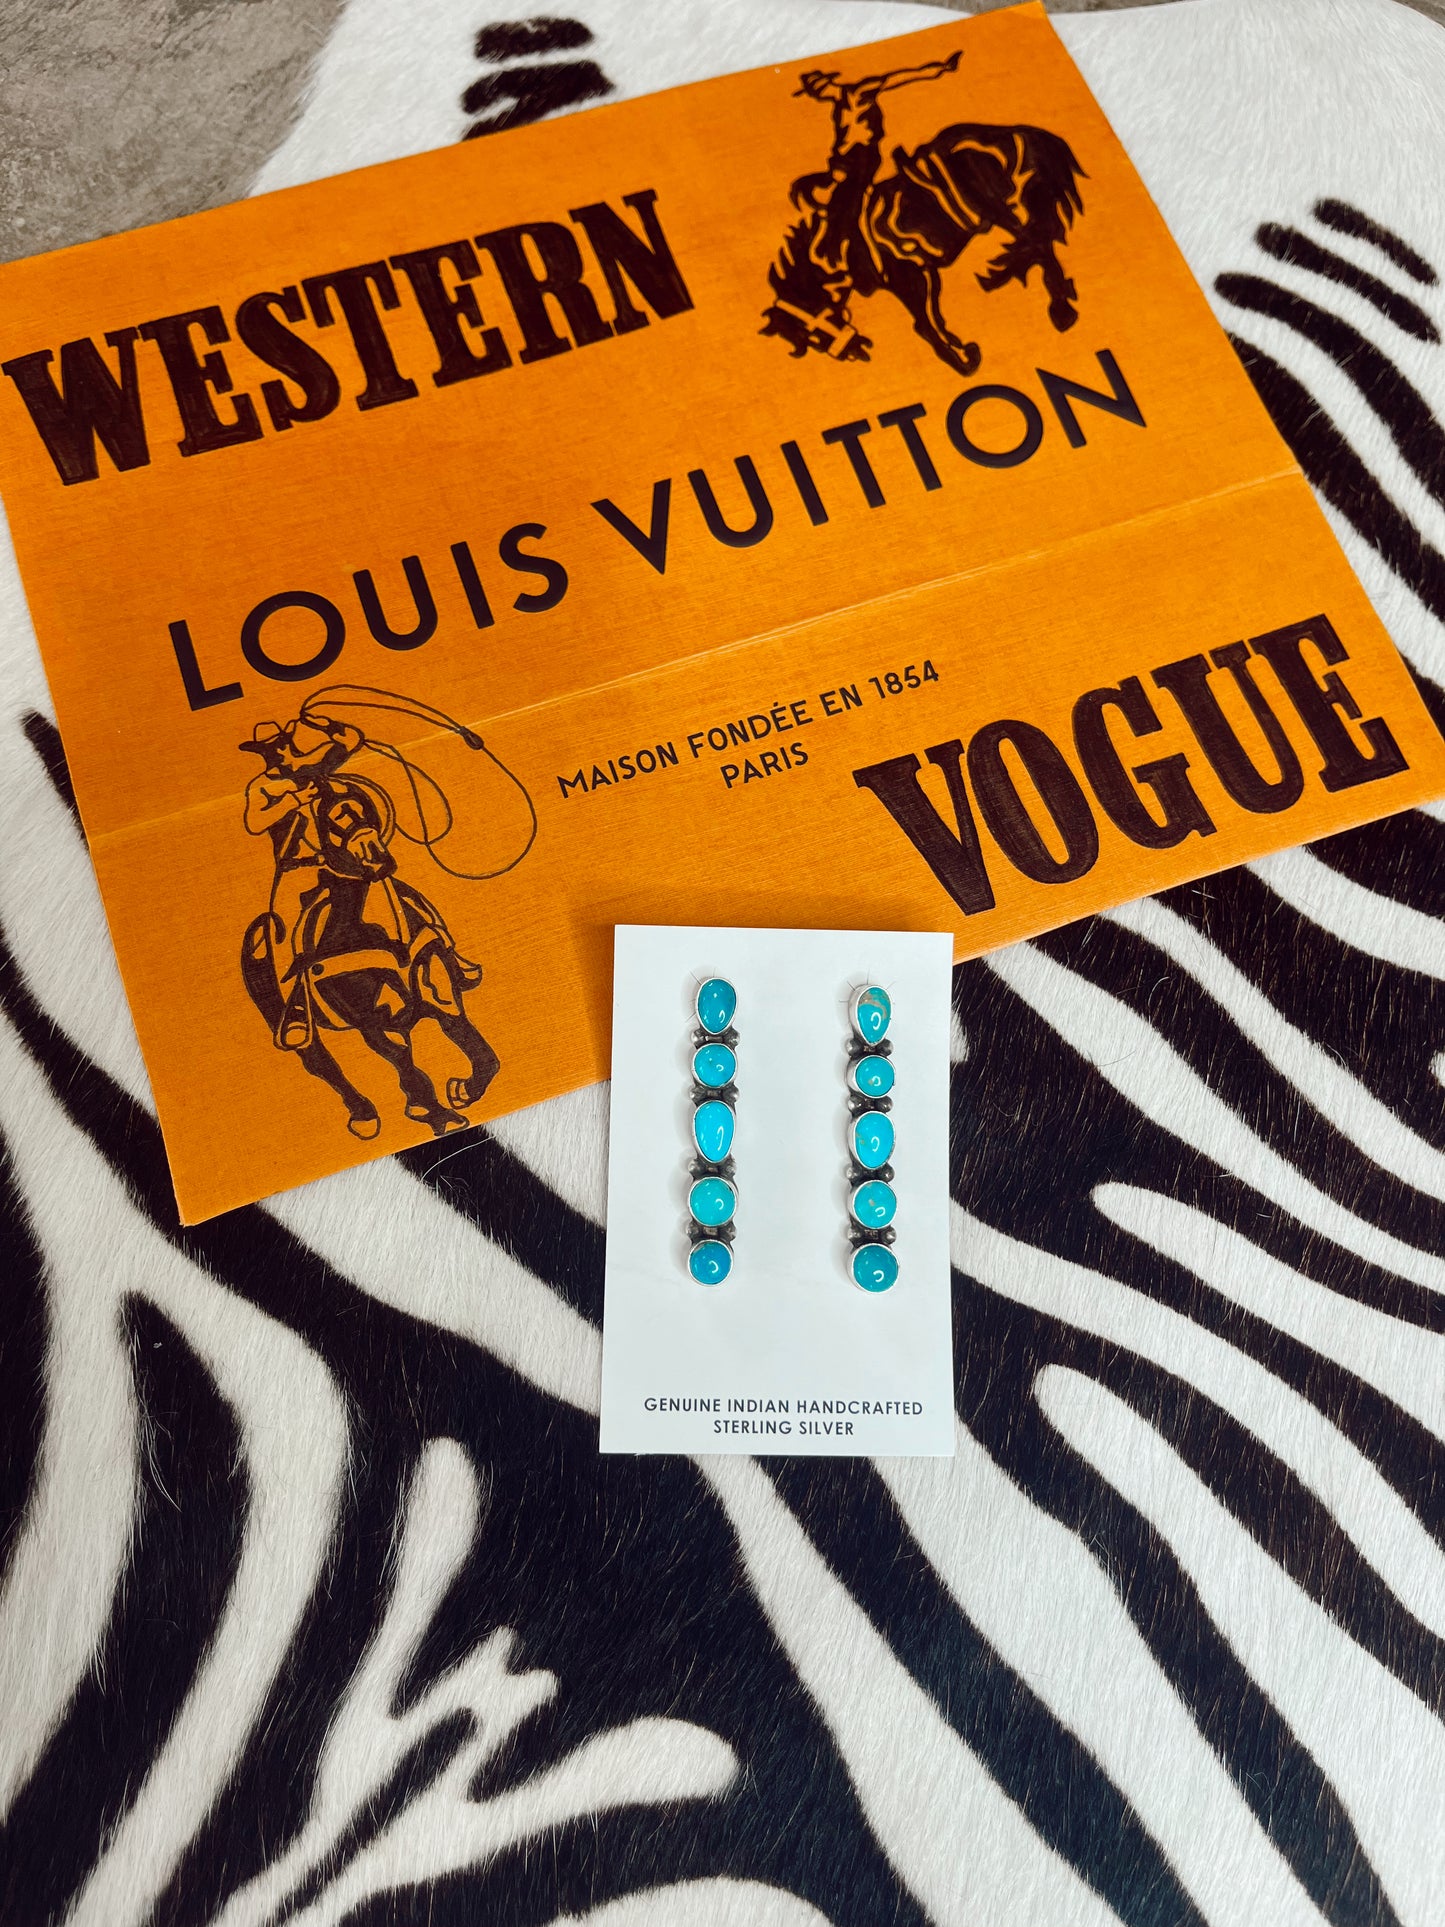 WESTERN
LOUIS VUITTON
MAISON FONDÉE EN 1854
PARIS
VOGUE
GENUINE INDIAN HANDCRAFTED
STERLING SILVER